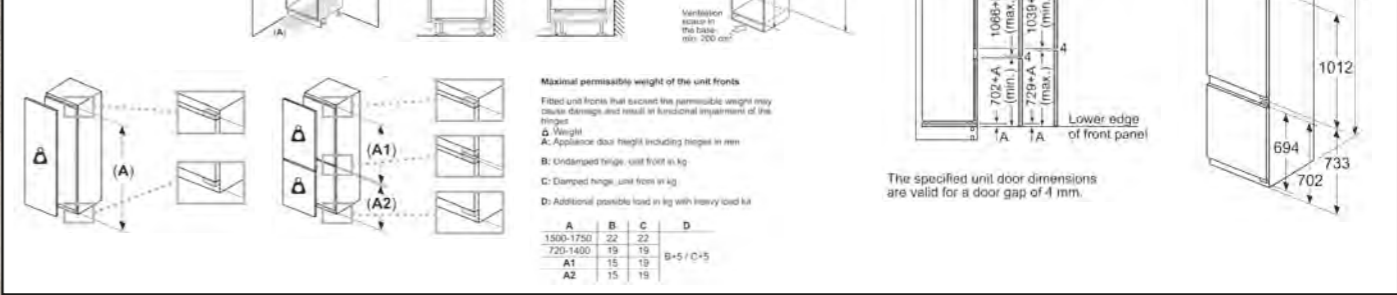 (A)
Ventilation
space in
the base
min. 200 cm²
1066+
(max.
1039+
(min.
4
4
702+A
(min.)
729+A
(max.)
A
A
Lower edge
of front panel
The specified unit door dimensions
are valid for a door gap of 4 mm.
1012
694
733
702
(A)
(A1)
(A2)
Maximal permissible weight of the unit fronts
Fitted unit fronts that exceed the permissible weight may
cause damage and result in functional impairment of the
hinges
Weight
A: Appliance door height including hinges in mm
B: Undamped hinge, unit front in kg
C: Damped hinge, unit front in kg
D: Additional possible load in kg with heavy load kit
A B C D
1500-1750 22 22
720-1400 19 19
B+5 / C+5
A1 15 19
A2 15 19